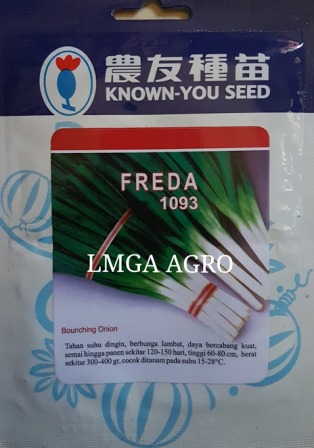 農友種苗
KNOWN-YOU SEED
FREDA
1093
LMGA AGRO
Bounching Onion
Tahan suhu dingin, berbunga lambat, daya bercabang kuat,
semai hingga panen sekitar 120-150 hari, tinggi 60-80 cm, berat
sekitar 300-400 gr, cocok ditanam pada suhu 15-28°C.